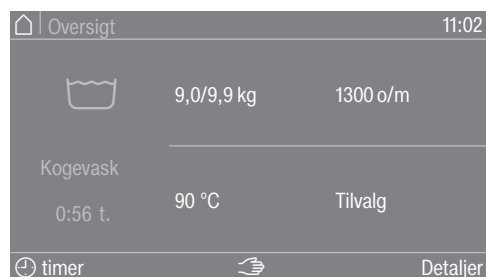 Oversigt 11:02
9,0/9,9 kg 1300 o/m
Kogevask
0:56 t.
90 °C Tilvalg
timer Detaljer